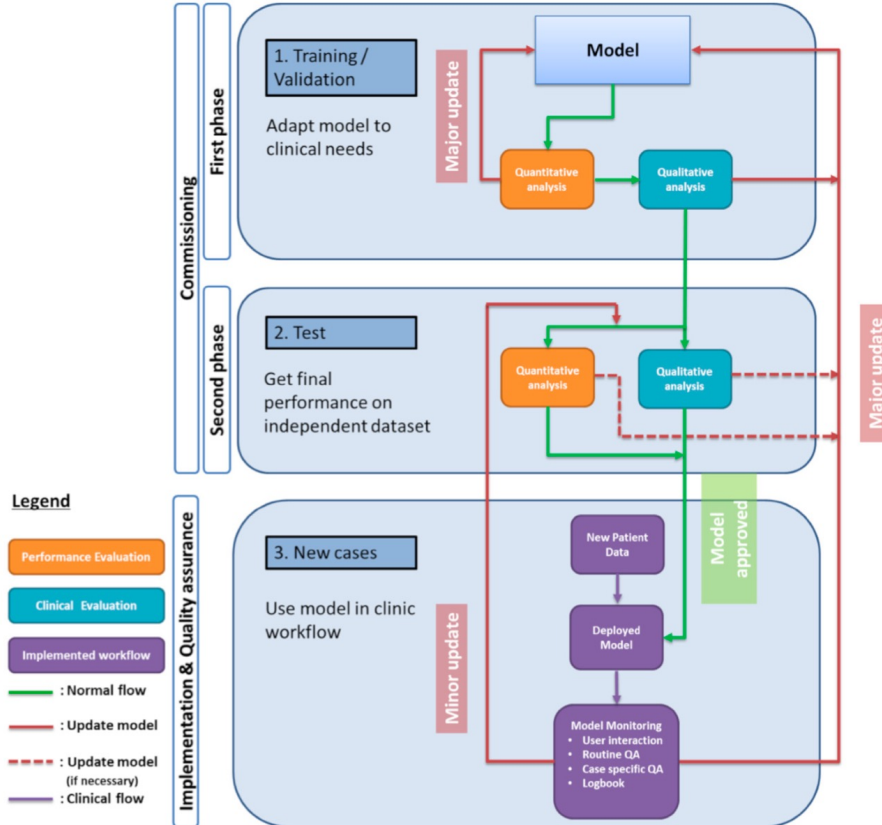 Commissioning
First phase
1. Training /
Validation
Adapt model to
clinical needs
Major update
Model
Quantitative
analysis
Qualitative
analysis
Second phase
2. Test
Get final
performance on
independent dataset
Quantitative
analysis
Qualitative
analysis
Major update
Model
approved
Implementation & Quality assurance
3. New cases
Use model in clinic
workflow
Minor update
New Patient
Data
Deployed
Model
Model Monitoring
• User interaction
• Routine QA
• Case specific QA
• Logbook
Legend
Performance Evaluation
Clinical Evaluation
Implemented workflow
: Normal flow
: Update model
: Update model
(if necessary)
: Clinical flow